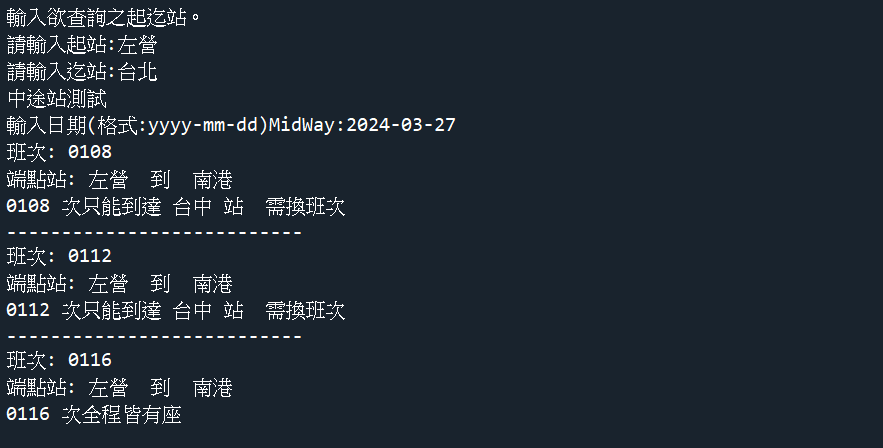 輸入欲查詢之起迄站。
請輸入起站:左營
請輸入迄站:台北
中途站測試
輸入日期(格式:yyyy-mm-dd)MidWay:2024-03-27
班次: 0108
端點站: 左營  到  南港
0108 次只能到達 台中 站  需換班次
---------------------------
班次: 0112
端點站: 左營  到  南港
0112 次只能到達 台中 站  需換班次
---------------------------
班次: 0116
端點站: 左營  到  南港
0116 次全程皆有座